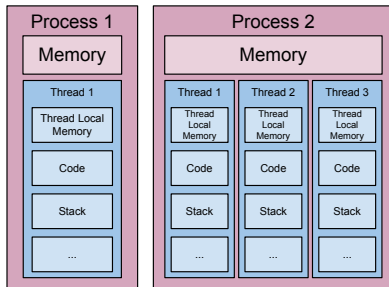 Process 1
Memory
Thread 1
Thread Local
Memory
Code
Stack
...
Process 2
Memory
Thread 1
Thread
Local
Memory
Code
Stack
...
Thread 2
Thread
Local
Memory
Code
Stack
...
Thread 3
Thread
Local
Memory
Code
Stack
...